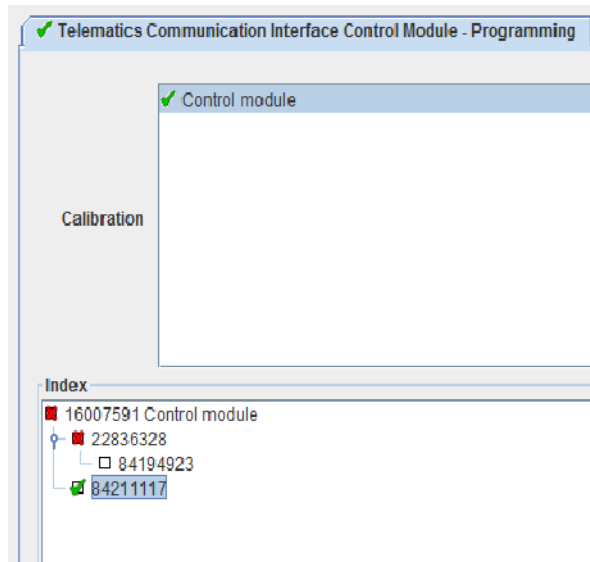 Telematics Communication Interface Control Module - Programming
Control module
Calibration
Index
16007591 Control module
22836328
84194923
84211117